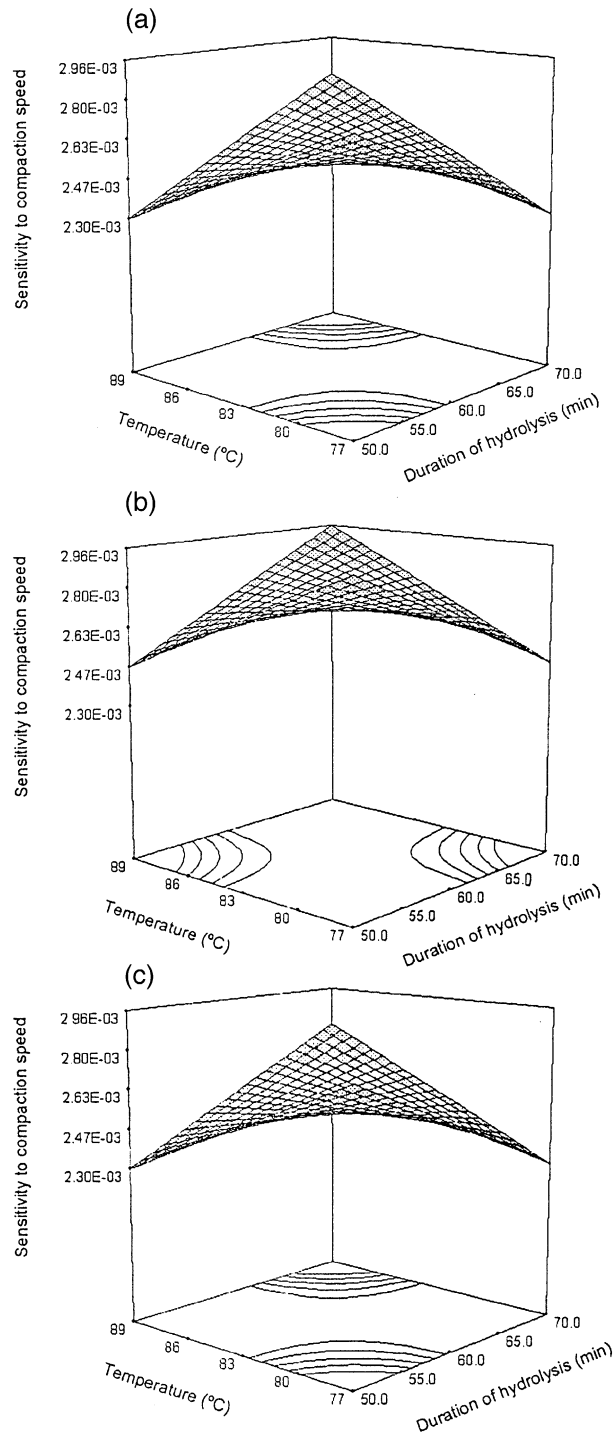 (a)
2.96E-03
2.80E-03
2.63E-03
2.47E-03
2.30E-03
Sensitivity to compaction speed
89
86
83
80
77
Temperature (ºC)
50.0
55.0
60.0
65.0
70.0
Duration of hydrolysis (min)
(b)
2.96E-03
2.80E-03
2.63E-03
2.47E-03
2.30E-03
Sensitivity to compaction speed
89
86
83
80
77
Temperature (ºC)
50.0
55.0
60.0
65.0
70.0
Duration of hydrolysis (min)
(c)
2 96E-03
2.80E-03
2.63E-03
2.47E-03
2.30E-03
Sensitivity to compaction speed
89
86
83
80
77
Temperature (ºC)
50.0
55.0
60.0
65.0
70.0
Duration of hydrolysis (min)